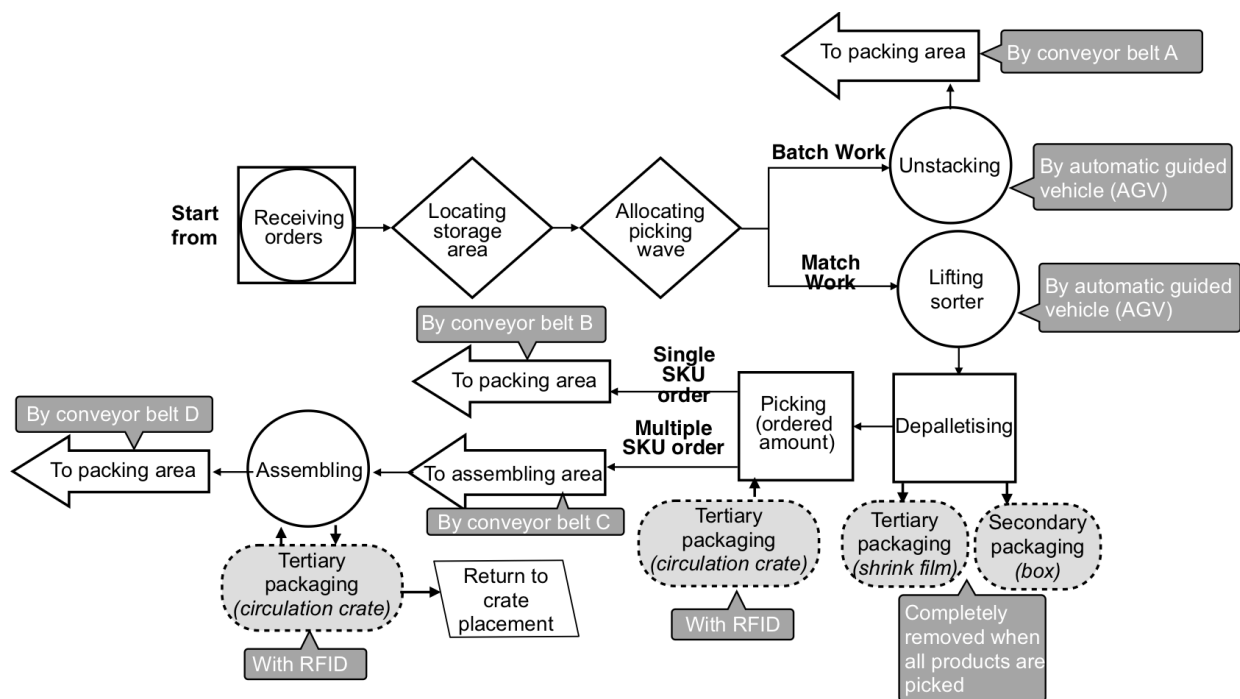 To packing area
By conveyor belt A
Batch Work
Unstacking
By automatic guided
vehicle (AGV)
Start
from
Receiving
orders
Locating
storage
area
Allocating
picking
wave
Match
Work
Lifting
sorter
By automatic guided
vehicle (AGV)
By conveyor belt B
To packing area
Single
SKU
order
Picking
(ordered
amount)
Depalletising
By conveyor belt D
To packing area
Assembling
To assembling area
Multiple
SKU order
By conveyor belt C
Tertiary
packaging
(circulation crate)
With RFID
Return to
crate
placement
Tertiary
packaging
(circulation crate)
With RFID
Tertiary
packaging
(shrink film)
Secondary
packaging
(box)
Completely
removed when
all products are
picked